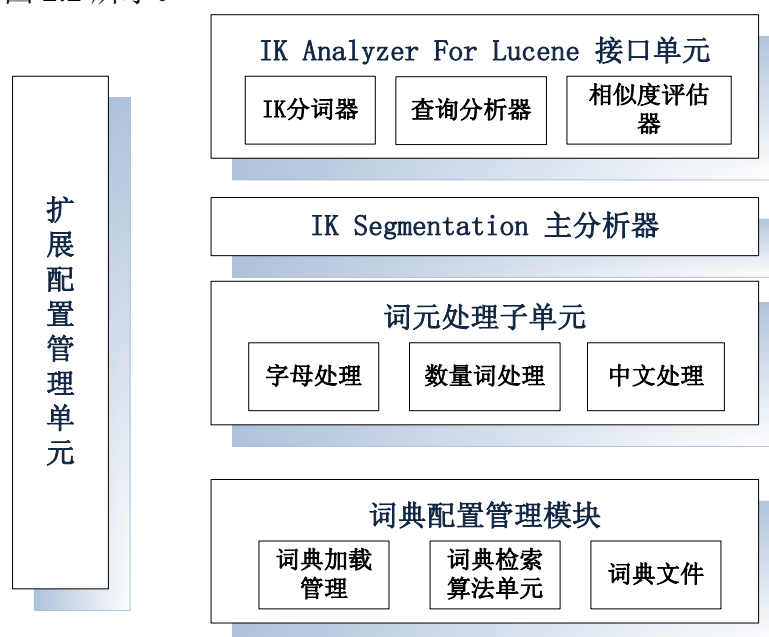 IK Analyzer For Lucene 接口单元
IK分词器
查询分析器
相似度评估
器
扩
展
配
置
管
理
单
元
IK Segmentation 主分析器
词元处理子单元
字母处理
数量词处理
中文处理
词典配置管理模块
词典加载
管理
词典检索
算法单元
词典文件